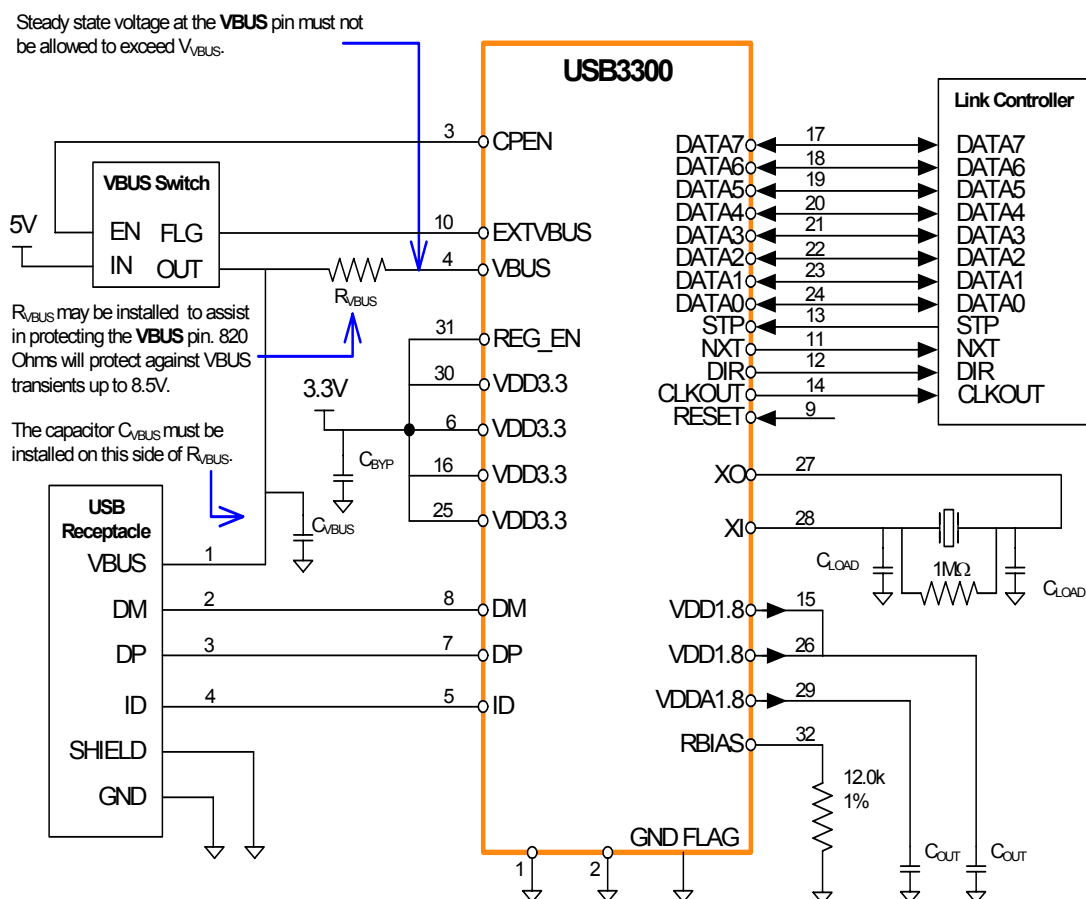 Steady state voltage at the VBUS pin must not
be allowed to exceed VVBUS.
USB3300
Link Controller
3
CPEN
VBUS Switch
5V
EN FLG
IN OUT
10
EXTVBUS
4
VBUS
RVBUS
RVBUS may be installed to assist
in protecting the VBUS pin. 820
Ohms will protect against VBUS
transients up to 8.5V.
The capacitor CVBUS must be
installed on this side of RVBUS.
31
REG_EN
3.3V
30
VDD3.3
6
VDD3.3
CBYP
16
VDD3.3
25
VDD3.3
USB
Receptacle
CVBUS
VBUS 1
DM 2 8 DM
DP 3 7 DP
ID 4 5 ID
SHIELD
GND
DATA7 17 DATA7
DATA6 18 DATA6
DATA5 19 DATA5
DATA4 20 DATA4
DATA3 21 DATA3
DATA2 22 DATA2
DATA1 23 DATA1
DATA0 24 DATA0
STP 13 STP
NXT 11 NXT
DIR 12 DIR
CLKOUT 14 CLKOUT
RESET 9
XO 27
XI 28
CLOAD
1MΩ
CLOAD
VDD1.8 15
VDD1.8 26
VDDA1.8 29
RBIAS 32
12.0k
1%
GND FLAG
1
2
COUT
COUT